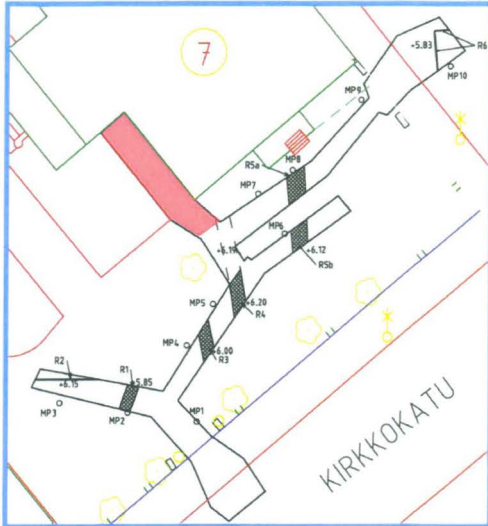 7
+5.83
R6
MP10
MP9
R5a
MP8
MP7
MP6
+6.19
+6.12
R5b
+6.20
R4
MP5
MP4
+6.00
R3
R2
R1
+6.15
+5.85
MP3
MP2
MP1
KIRKKOKATU